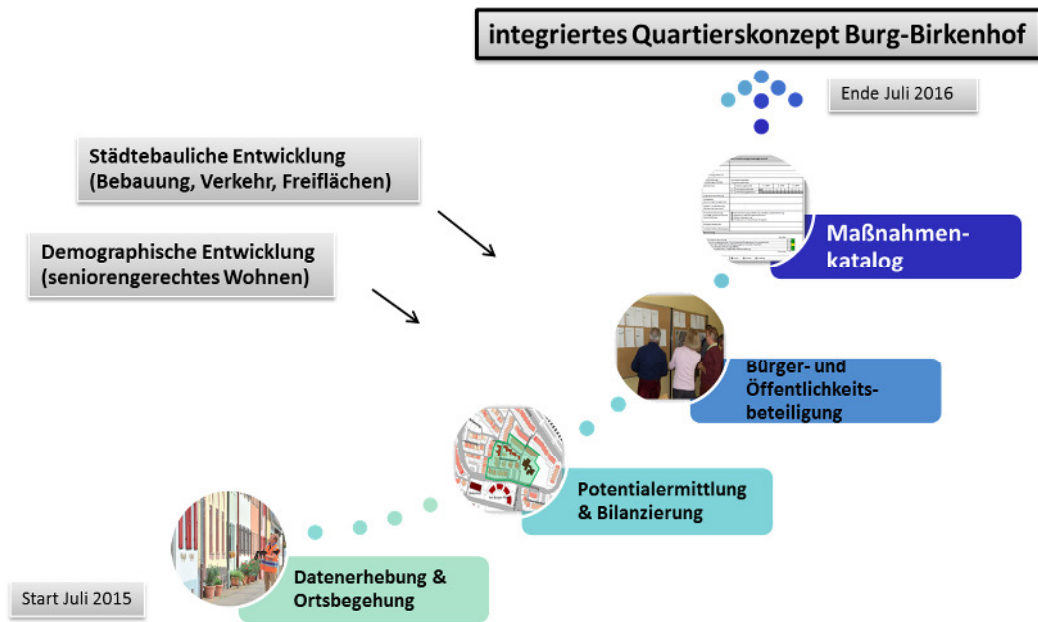 integriertes Quartierskonzept Burg-Birkenhof
Ende Juli 2016
Städtebauliche Entwicklung
(Bebauung, Verkehr, Freiflächen)
Demographische Entwicklung
(seniorengerechtes Wohnen)
Maßnahmen-
katalog
Bürger- und
Öffentlichkeits-
beteiligung
Potentialermittlung
& Bilanzierung
Datenerhebung &
Ortsbegehung
Start Juli 2015